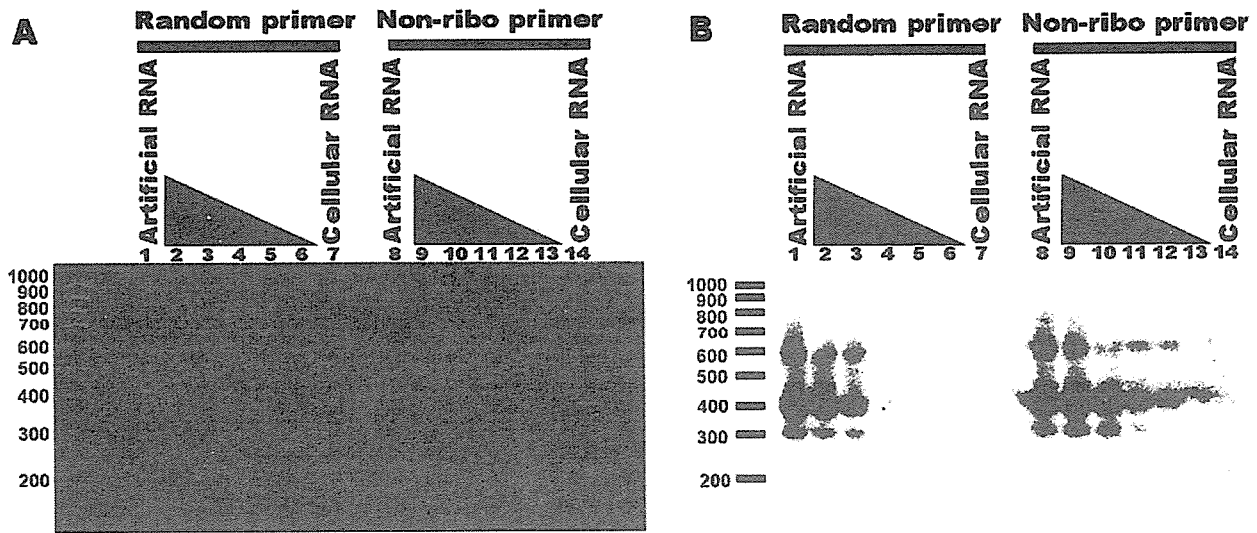 A
Random primer
Non-ribo primer
Artificial RNA
Cellular RNA
Artificial RNA
Cellular RNA
1 2 3 4 5 6 7
8 9 10 11 12 13 14
1000
900
800
700
600
500
400
300
200
B
Random primer
Non-ribo primer
Artificial RNA
Cellular RNA
Artificial RNA
Cellular RNA
1 2 3 4 5 6 7
8 9 10 11 12 13 14
1000
900
800
700
600
500
400
300
200